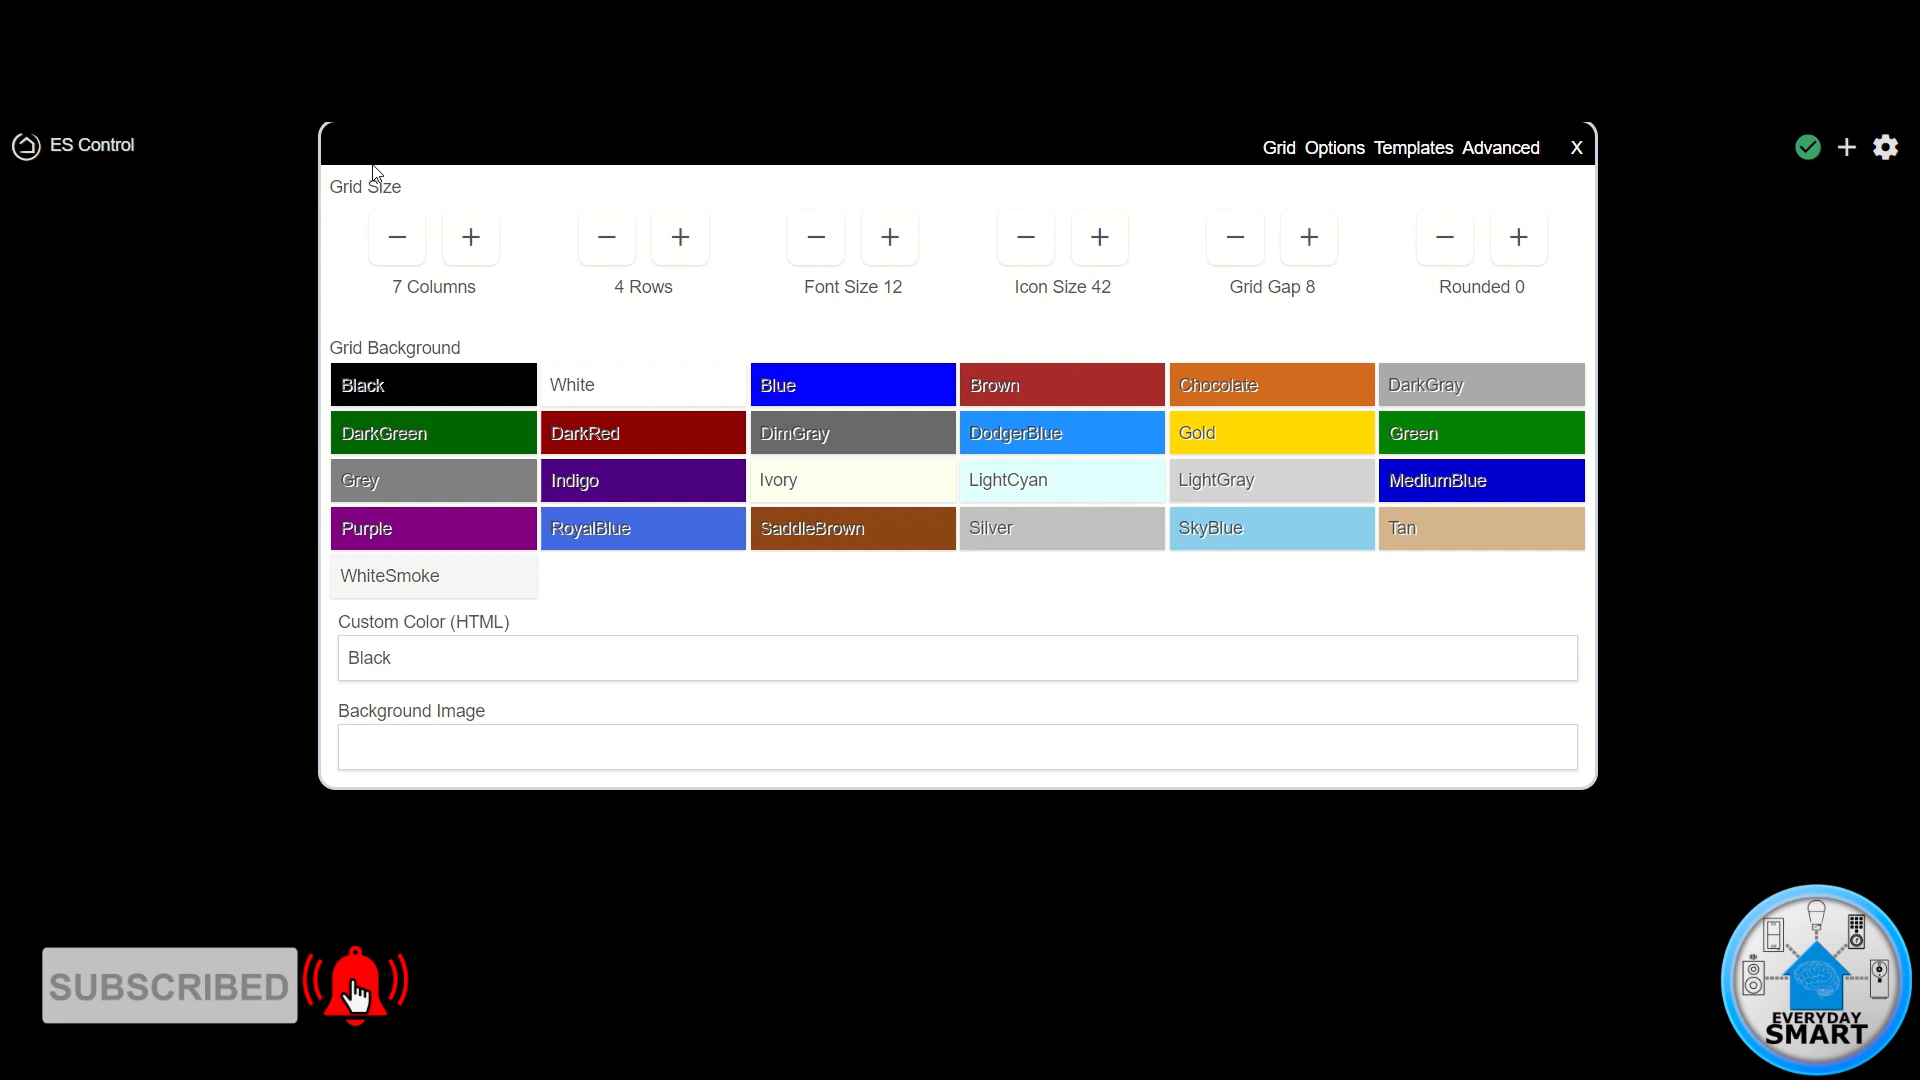 ES Control
Grid Options Templates Advanced X
Grid Size
− + − + − + − + − + − +
7 Columns 4 Rows Font Size 12 Icon Size 42 Grid Gap 8 Rounded 0
Grid Background
Black White Blue Brown Chocolate DarkGray
DarkGreen DarkRed DimGray DodgerBlue Gold Green
Grey Indigo Ivory LightCyan LightGray MediumBlue
Purple RoyalBlue SaddleBrown Silver SkyBlue Tan
WhiteSmoke
Custom Color (HTML)
Black
Background Image
SUBSCRIBED
EVERYDAY
SMART